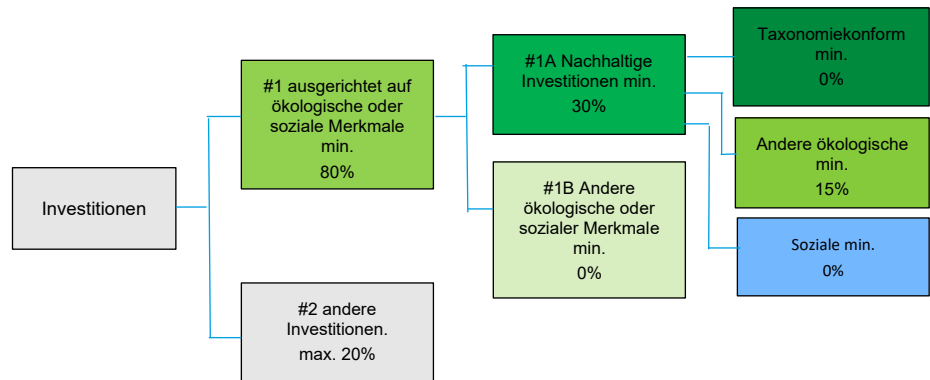 Investitionen
#1 ausgerichtet auf
ökologische oder
soziale Merkmale
min.
80%
#2 andere
Investitionen.
max. 20%
#1A Nachhaltige
Investitionen min.
30%
#1B Andere
ökologische oder
sozialer Merkmale
min.
0%
Taxonomiekonform
min.
0%
Andere ökologische
min.
15%
Soziale min.
0%